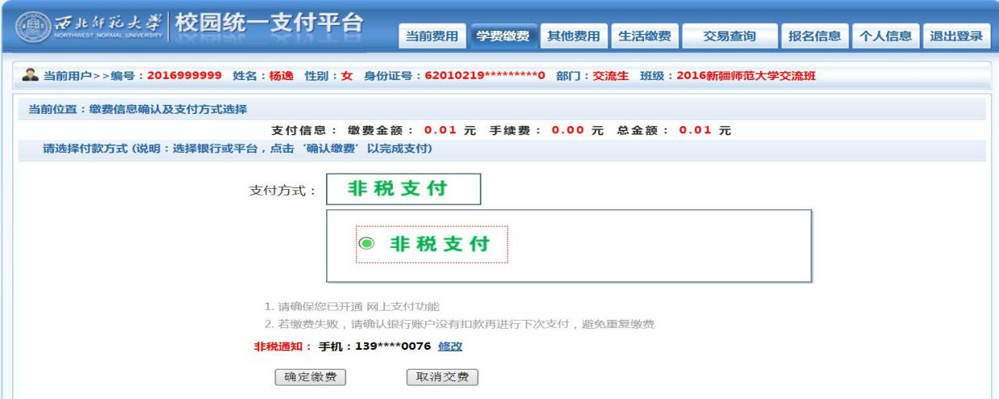 西北师范大学 校园统一支付平台
NORTHWEST NORMAL UNIVERSITY
当前费用 学费缴费 其他费用 生活缴费 交易查询 报名信息 个人信息 退出登录
当前用户>>编号：2016999999 姓名：杨逸 性别：女 身份证号：62010219*********0 部门：交流生 班级：2016新疆师范大学交流班
当前位置：缴费信息确认及支付方式选择
支付信息： 缴费金额： 0.01 元 手续费： 0.00 元 总金额： 0.01 元
请选择付款方式 (说明：选择银行或平台，点击‘确认缴费’以完成支付)
支付方式： 非税支付
非税支付
1. 请确保您已开通 网上支付功能
2. 若缴费失败，请确认银行账户没有扣款再进行下次支付，避免重复缴费
非税通知： 手机：139****0076 修改
确定缴费 取消交费